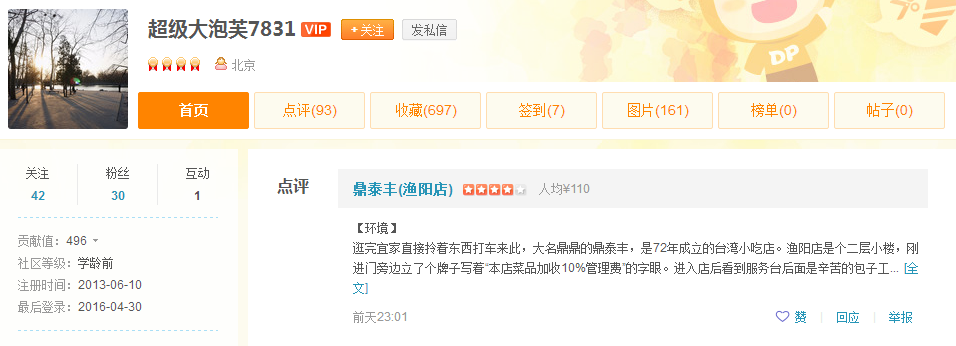 超级大泡芙7831 VIP +关注 发私信
北京
DP
首页 点评(93) 收藏(697) 签到(7) 图片(161) 榜单(0) 帖子(0)
关注 粉丝 互动
42 30 1
贡献值：496
社区等级：学龄前
注册时间：2013-06-10
最后登录：2016-04-30
点评
鼎泰丰(渔阳店) 人均¥110
【环境】
逛完宜家直接拎着东西打车来此，大名鼎鼎的鼎泰丰，是72年成立的台湾小吃店。渔阳店是个二层小楼，刚
进门旁边立了个牌子写着“本店菜品加收10%管理费”的字眼。进入店后看到服务台后面是辛苦的包子工... [全
文]
前天23:01 赞 回应 举报